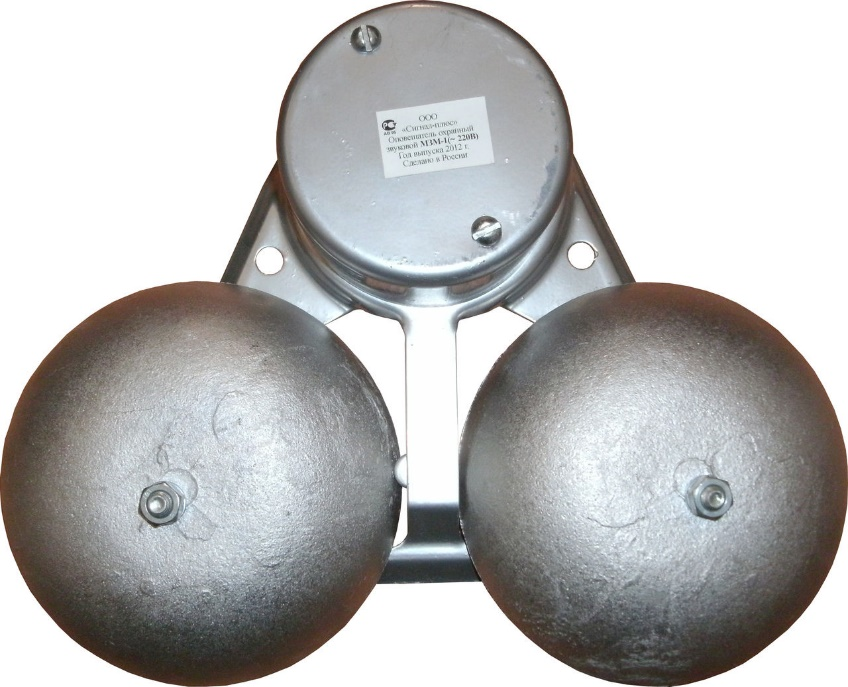 ООО
«Сигнал-плюс»
Оповещатель охранный
звуковой МЗМ-1(~ 220В)
Год выпуска 2012 г.
Сделано в России